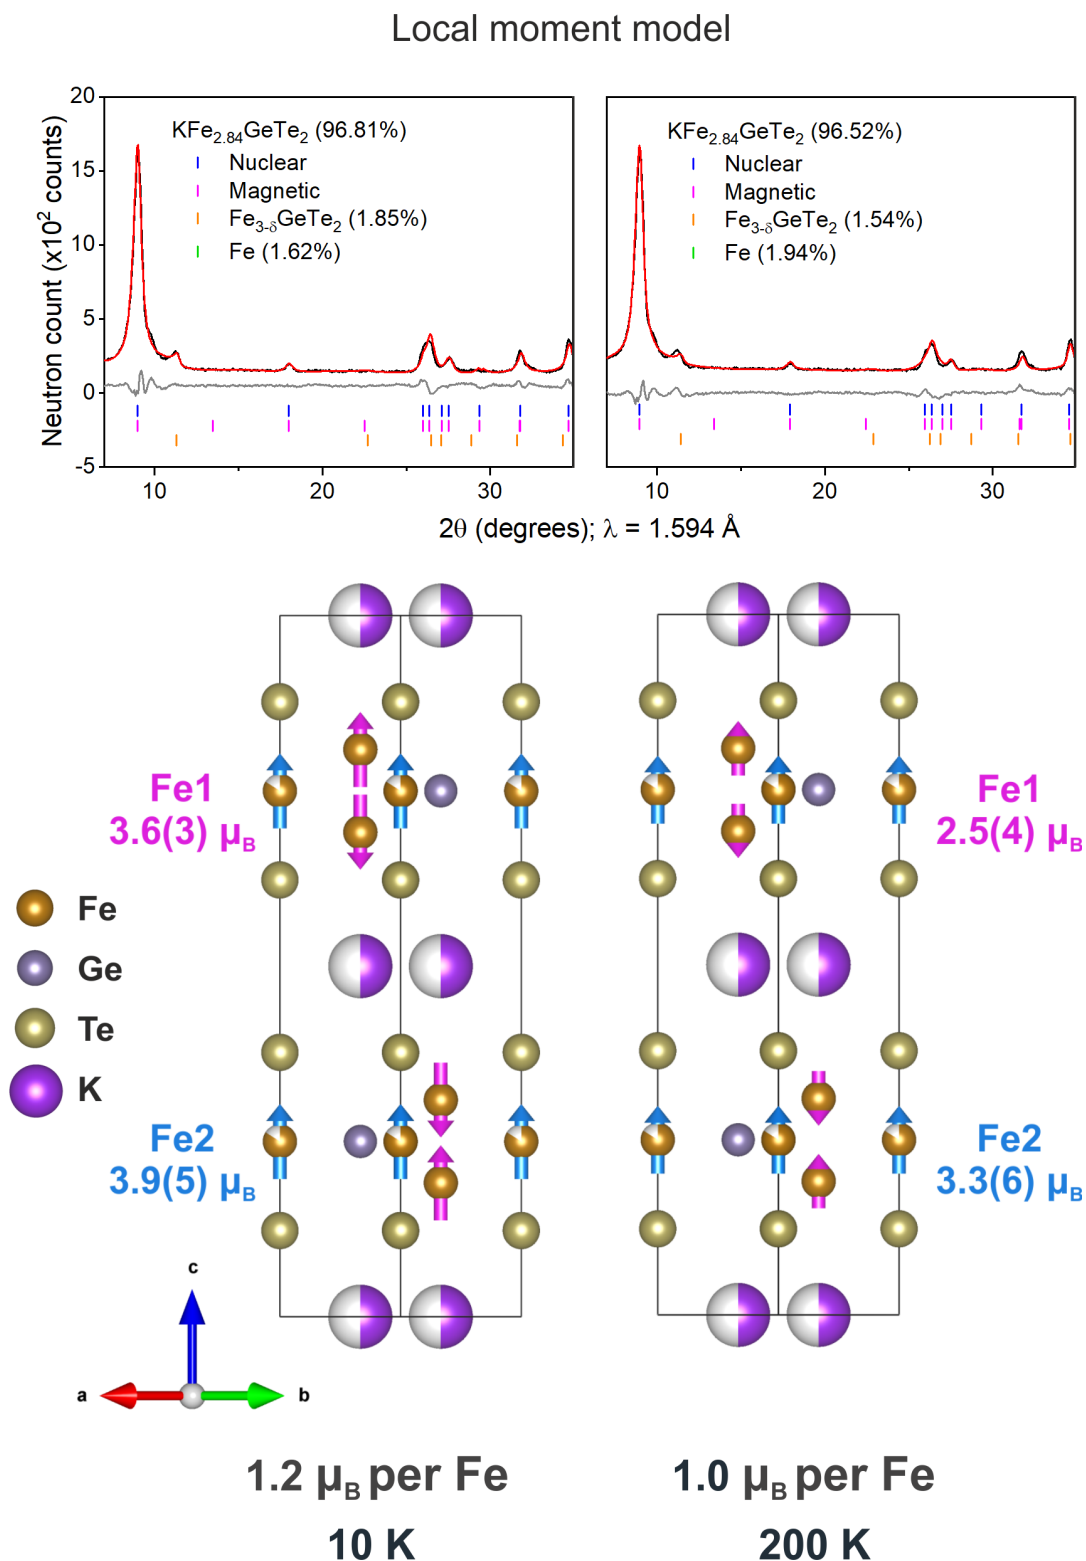 Local moment model
Neutron count (x10² counts)
20
15
10
5
0
-5
KFe₂.₈₄GeTe₂ (96.81%)
Nuclear
Magnetic
Fe₃₋δGeTe₂ (1.85%)
Fe (1.62%)
10
20
30
KFe₂.₈₄GeTe₂ (96.52%)
Nuclear
Magnetic
Fe₃₋δGeTe₂ (1.54%)
Fe (1.94%)
10
20
30
2θ (degrees); λ = 1.594 Å
Fe1
3.6(3) μB
Fe1
2.5(4) μB
Fe
Ge
Te
K
Fe2
3.9(5) μB
Fe2
3.3(6) μB
c
a
b
1.2 μB per Fe
10 K
1.0 μB per Fe
200 K